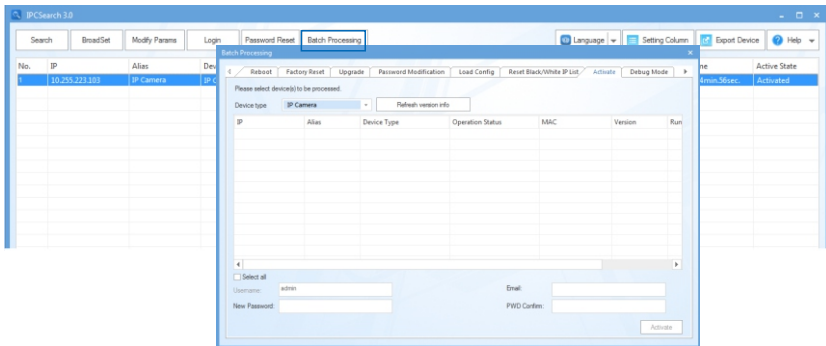 IPCSearch 3.0
Search BroadSet Modify Params Login Password Reset Batch Processing Language Setting Column Export Device Help
No. IP Alias Active State
1 10.255.223.103 IP Camera 4min.56sec. Activated
Batch Processing
Reboot Factory Reset Upgrade Password Modification Load Config Reset Black/White IP List Activate Debug Mode
Please select device(s) to be processed.
Device type IP Camera Refresh version info
IP Alias Device Type Operation Status MAC Version Run
Select all
Username: admin Email:
New Password: PWD Confirm:
Activate